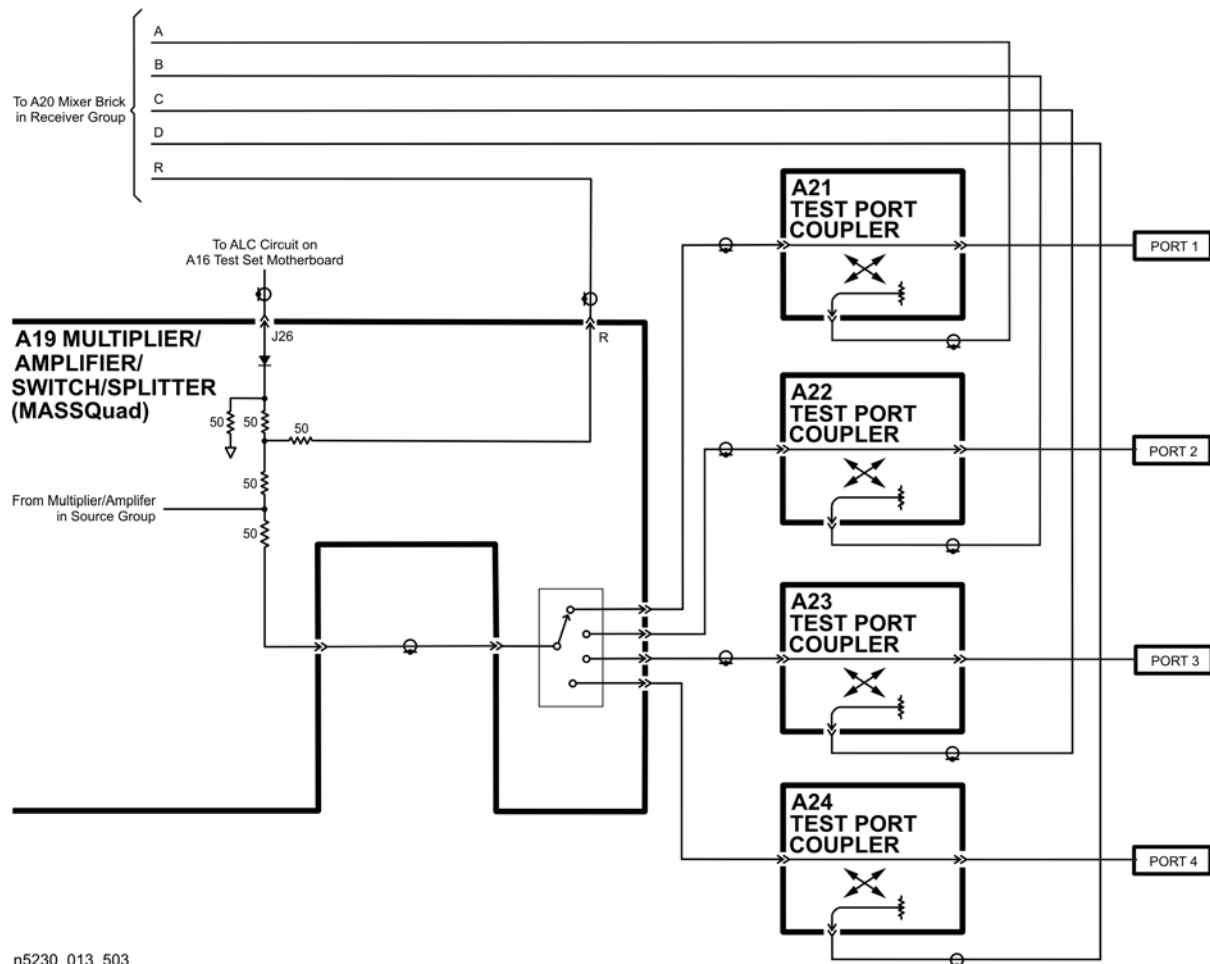 A
B
To A20 Mixer Brick
in Receiver Group
C
D
R
To ALC Circuit on
A16 Test Set Motherboard
J26
R
A19 MULTIPLIER/
AMPLIFIER/
SWITCH/SPLITTER
(MASSQuad)
50
50
50
50
From Multiplier/Amplifer
in Source Group
50
A21
TEST PORT
COUPLER
PORT 1
A22
TEST PORT
COUPLER
PORT 2
A23
TEST PORT
COUPLER
PORT 3
A24
TEST PORT
COUPLER
PORT 4
n5230_013_503